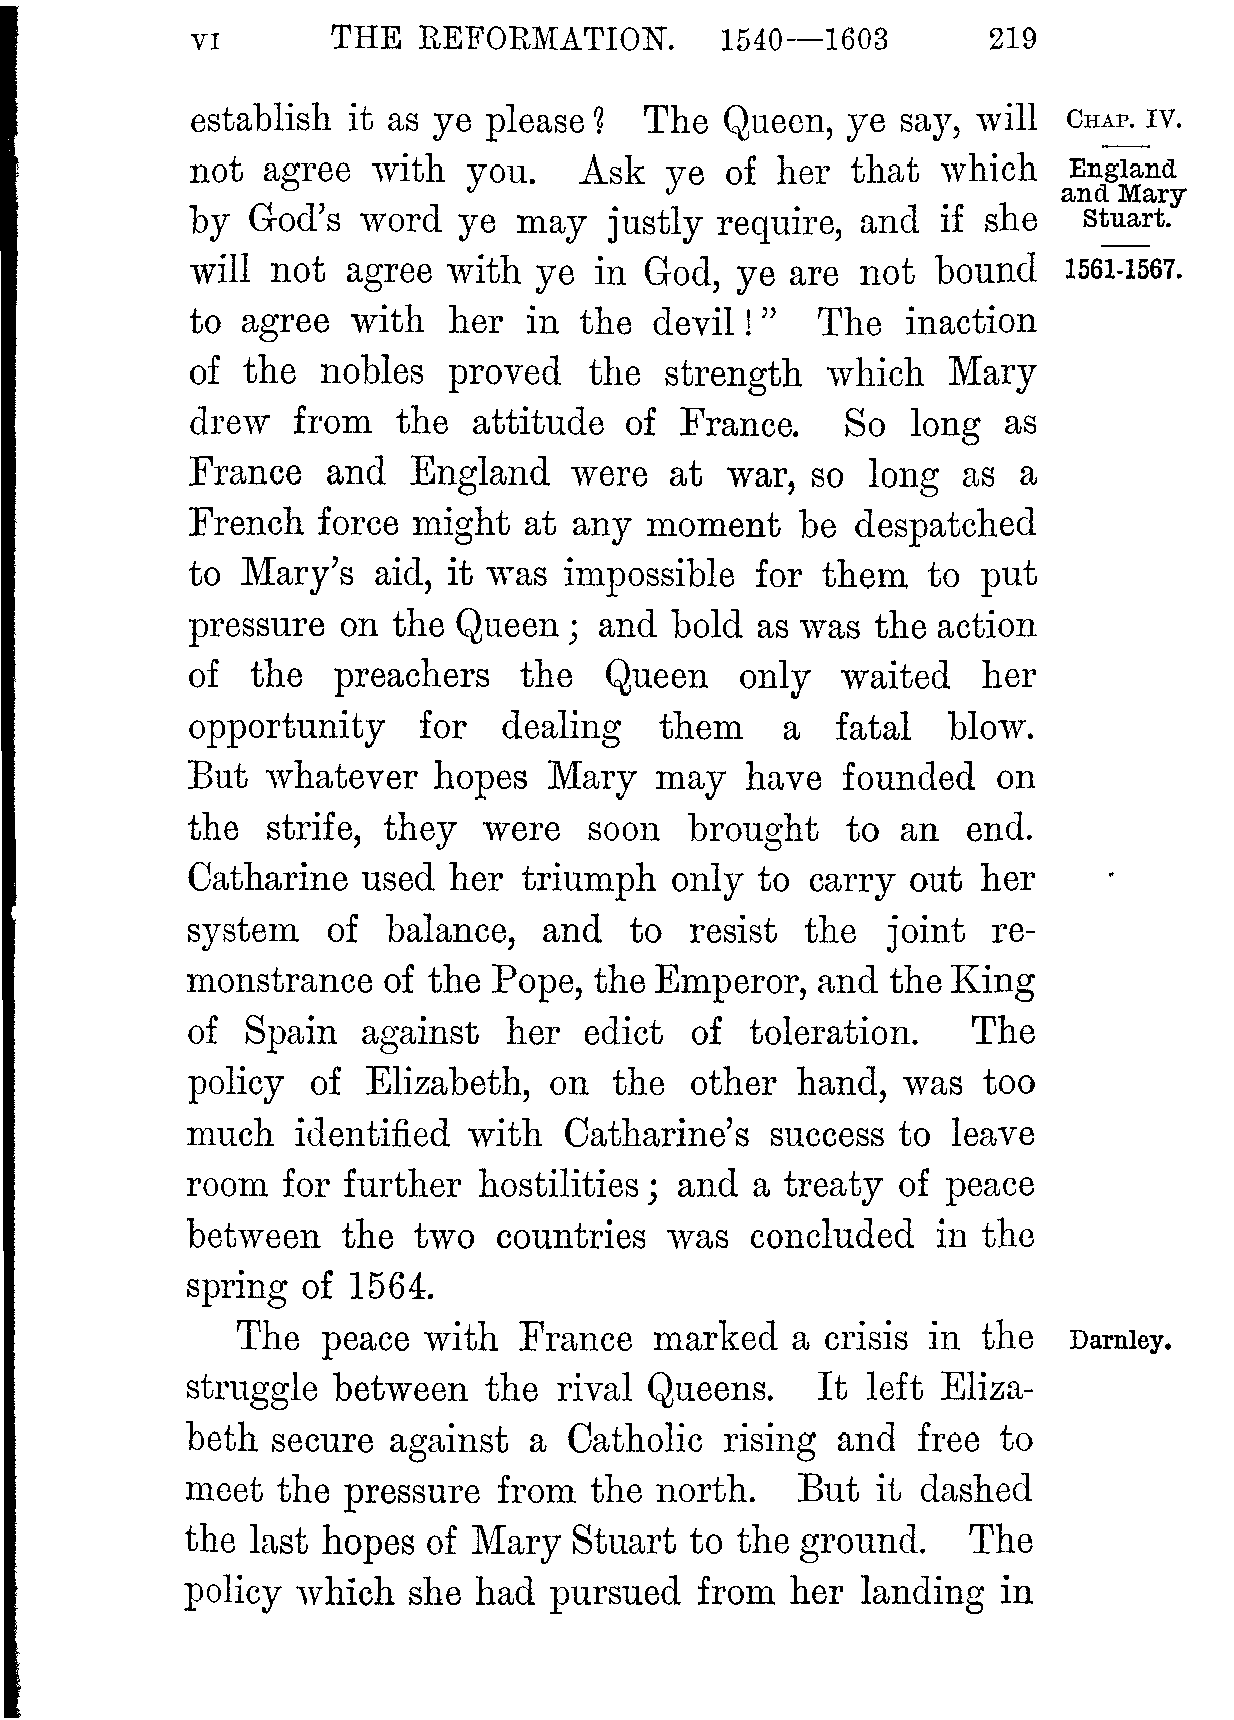 VI THE REFORMATION. 1540—1603 219
establish it as ye please? The Queen, ye say, will
not agree with you. Ask ye of her that which
by God's word ye may justly require, and if she
will not agree with ye in God, ye are not bound
to agree with her in the devil!" The inaction
of the nobles proved the strength which Mary
drew from the attitude of France. So long as
France and England were at war, so long as a
French force might at any moment be despatched
to Mary's aid, it was impossible for them to put
pressure on the Queen; and bold as was the action
of the preachers the Queen only waited her
opportunity for dealing them a fatal blow.
But whatever hopes Mary may have founded on
the strife, they were soon brought to an end.
Catharine used her triumph only to carry out her
system of balance, and to resist the joint re-
monstrance of the Pope, the Emperor, and the King
of Spain against her edict of toleration. The
policy of Elizabeth, on the other hand, was too
much identified with Catharine's success to leave
room for further hostilities; and a treaty of peace
between the two countries was concluded in the
spring of 1564.
The peace with France marked a crisis in the
struggle between the rival Queens. It left Eliza-
beth secure against a Catholic rising and free to
meet the pressure from the north. But it dashed
the last hopes of Mary Stuart to the ground. The
policy which she had pursued from her landing in
CHAP. IV.
England
and Mary
Stuart.
1561-1567.
Darnley.